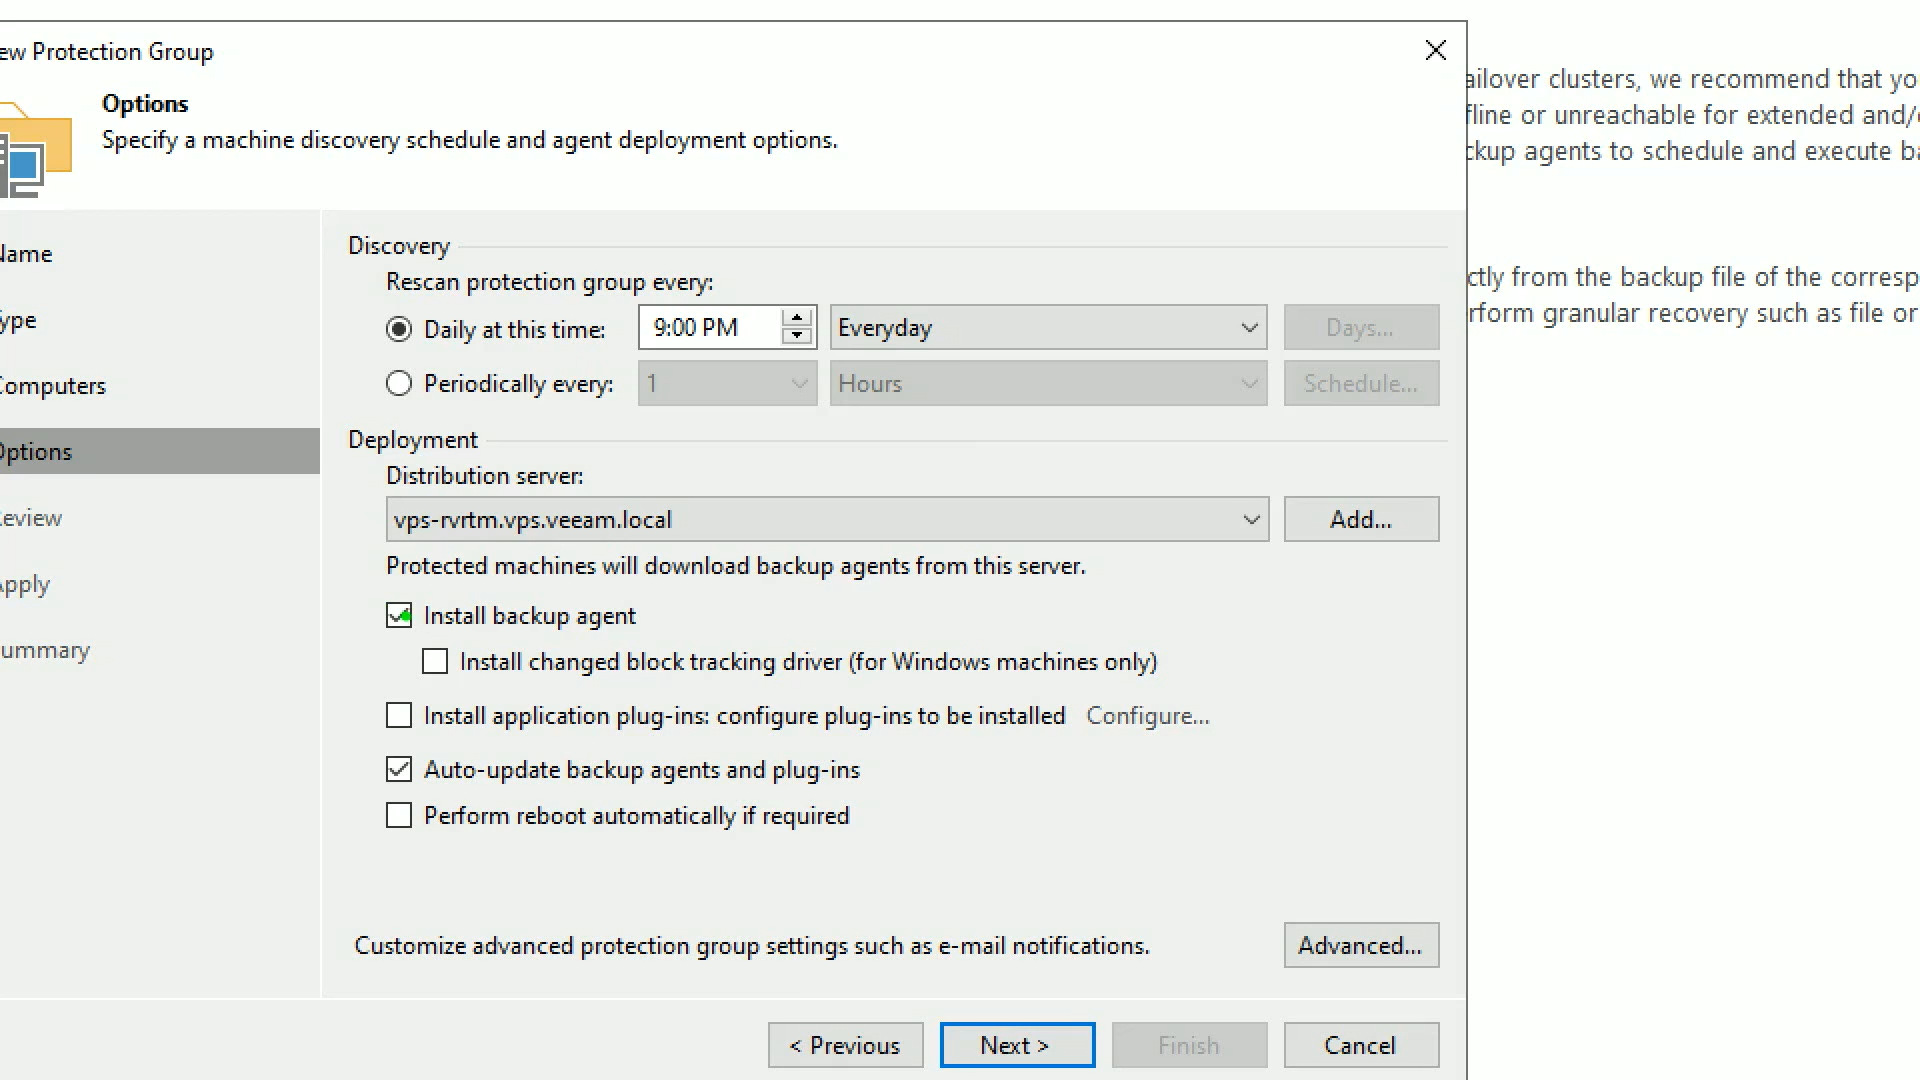 ew Protection Group
Options
Specify a machine discovery schedule and agent deployment options.
ailover clusters, we recommend that yo
fline or unreachable for extended and/
ckup agents to schedule and execute ba
ctly from the backup file of the corresp
rform granular recovery such as file or
Name
ype
Computers
Options
Review
Apply
ummary
Discovery
Rescan protection group every:
Daily at this time: 9:00 PM Everyday Days...
Periodically every: 1 Hours Schedule...
Deployment
Distribution server:
vps-rvrtm.vps.veeam.local Add...
Protected machines will download backup agents from this server.
Install backup agent
Install changed block tracking driver (for Windows machines only)
Install application plug-ins: configure plug-ins to be installed Configure...
Auto-update backup agents and plug-ins
Perform reboot automatically if required
Customize advanced protection group settings such as e-mail notifications. Advanced...
< Previous Next > Finish Cancel